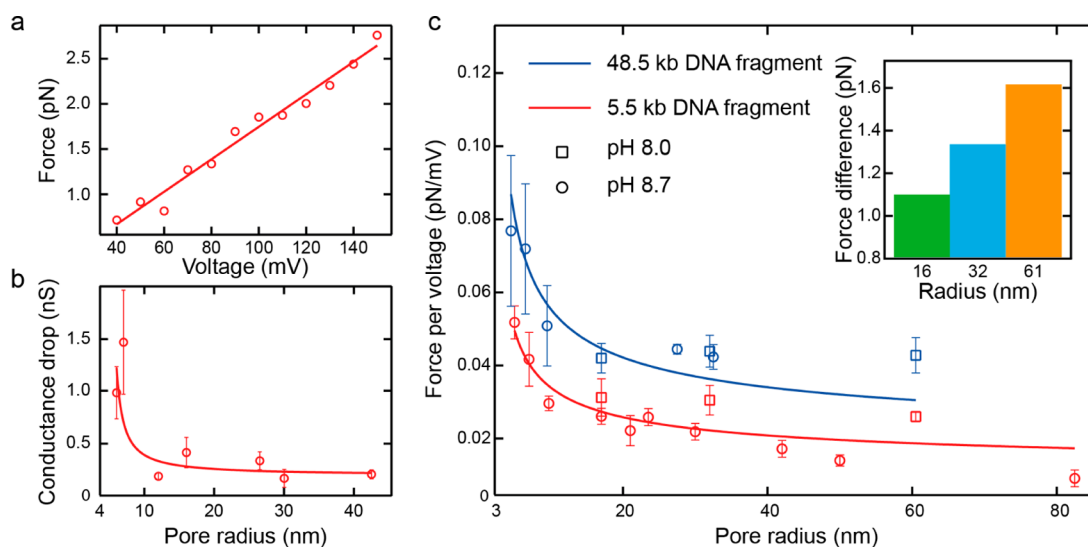 a
Force (pN)
2.5
2.0
1.5
1.0
40 60 80 100 120 140
Voltage (mV)
b
Conductance drop (nS)
1.5
1.0
0.5
0
4 10 20 30 40
Pore radius (nm)
c
Force per voltage (pN/mV)
0.12
0.10
0.08
0.06
0.04
0.02
0
3 20 40 60 80
Pore radius (nm)
48.5 kb DNA fragment
5.5 kb DNA fragment
pH 8.0
pH 8.7
Force difference (pN)
1.6
1.4
1.2
1.0
0.8
16 32 61
Radius (nm)